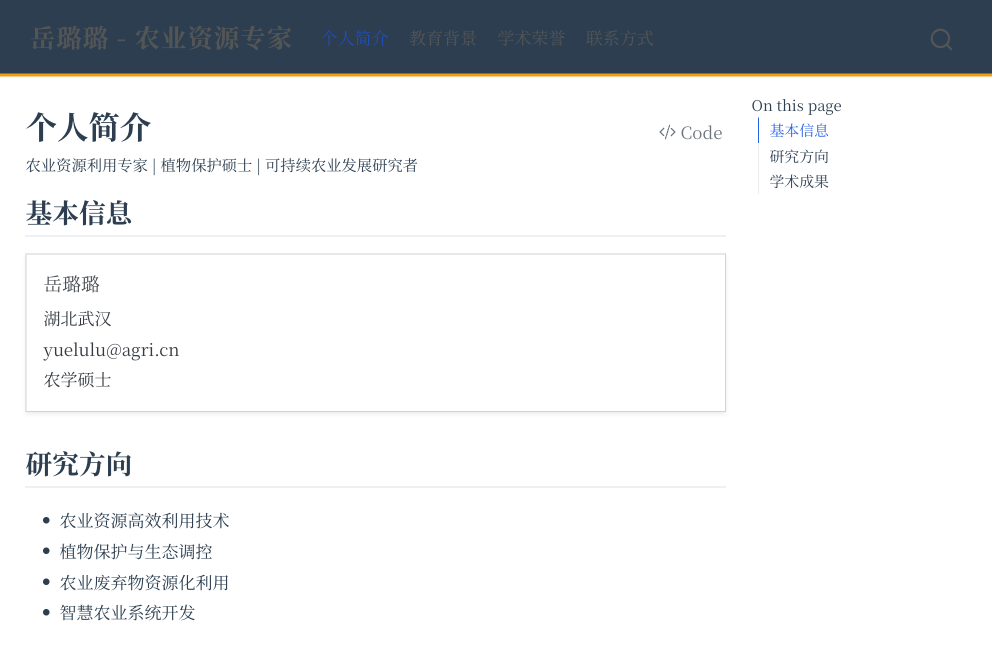 岳璐璐 - 农业资源专家
个人简介 教育背景 学术荣誉 联系方式
个人简介
</> Code
农业资源利用专家 | 植物保护硕士 | 可持续农业发展研究者
基本信息
岳璐璐
湖北武汉
yuelulu@agri.cn
农学硕士
研究方向
农业资源高效利用技术
植物保护与生态调控
农业废弃物资源化利用
智慧农业系统开发
On this page
基本信息
研究方向
学术成果